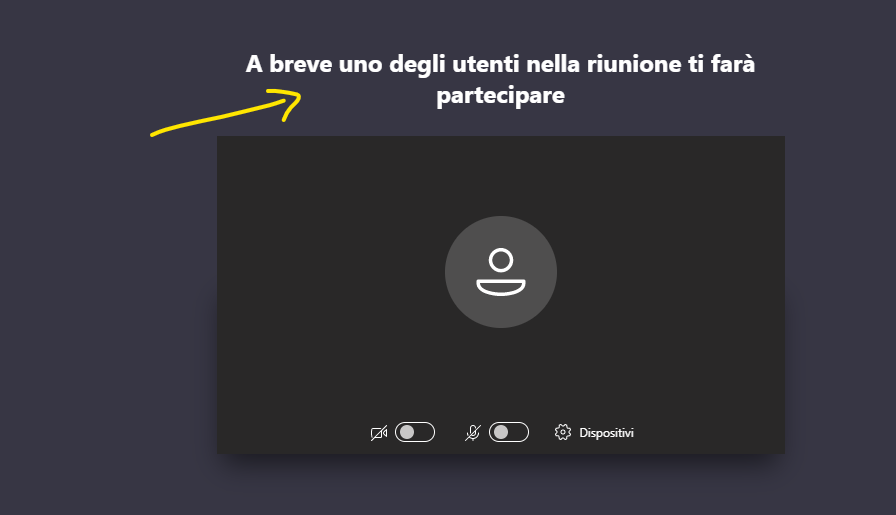 A breve uno degli utenti nella riunione ti farà
partecipare
Dispositivi